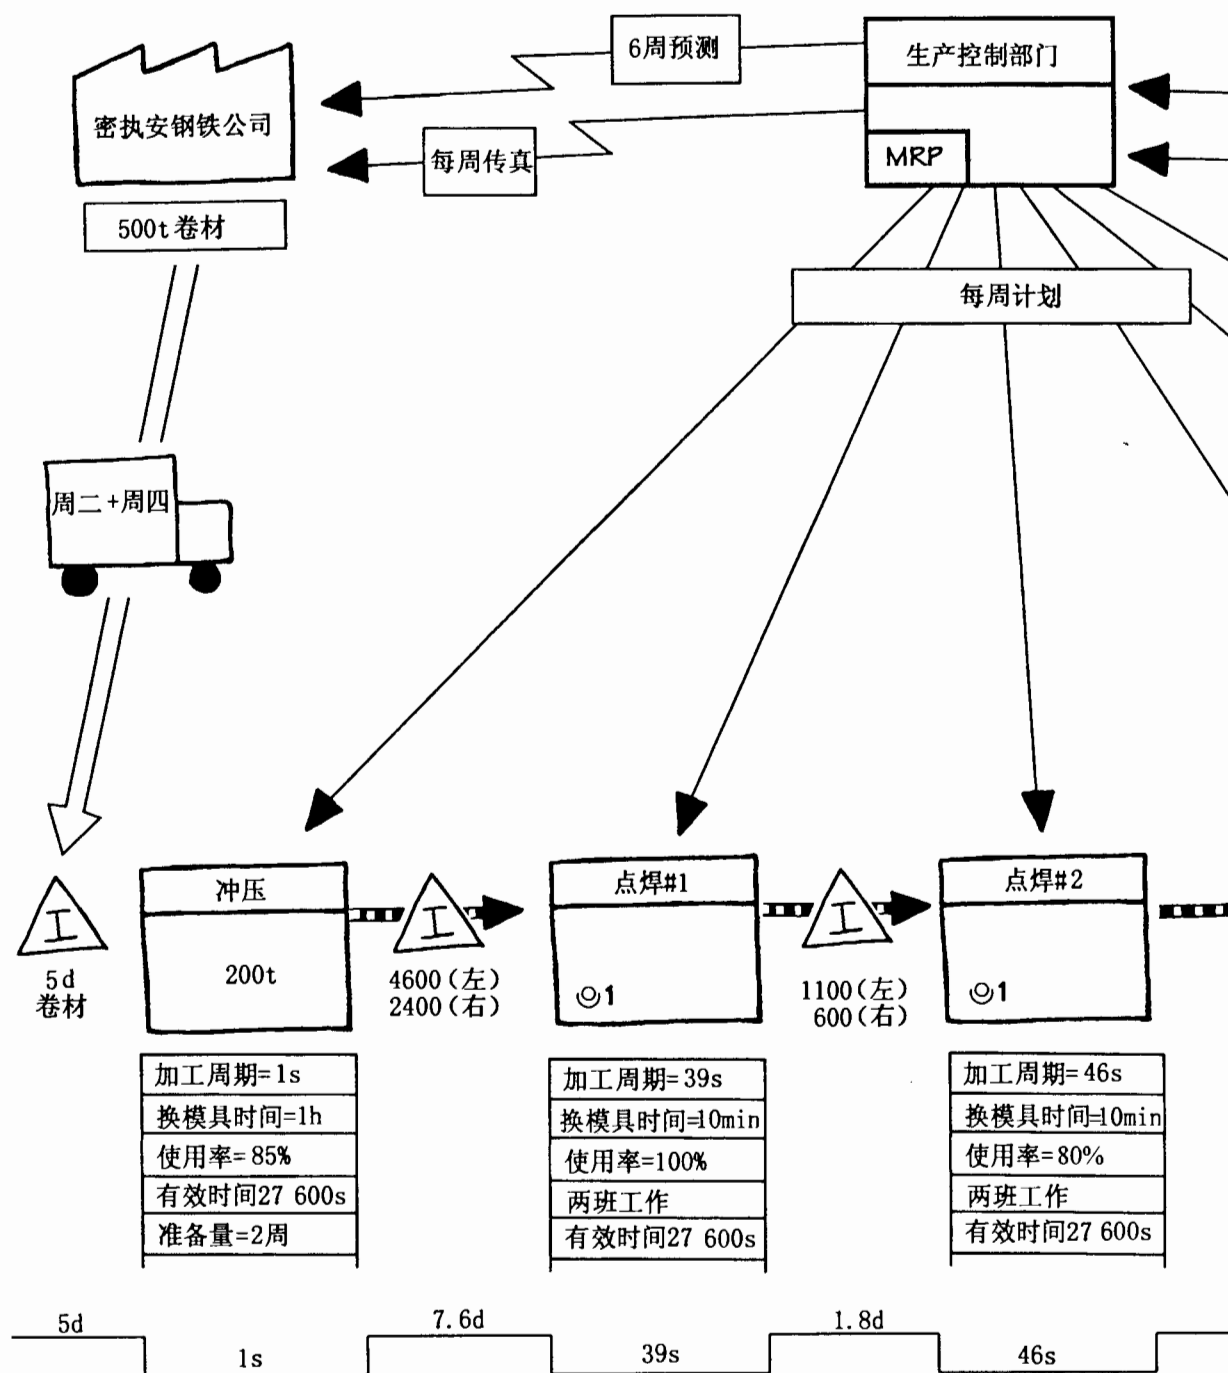 6周预测
生产控制部门
密执安钢铁公司
每周传真
MRP
500t卷材
每周计划
周二+周四
冲压
点焊#1
点焊#2
200t
5d
卷材
4600(左)
2400(右)
1
1100(左)
600(右)
1
加工周期=1s
换模具时间=1h
使用率=85%
有效时间27 600s
准备量=2周
加工周期=39s
换模具时间=10min
使用率=100%
两班工作
有效时间27 600s
加工周期=46s
换模具时间=10min
使用率=80%
两班工作
有效时间27 600s
5d
7.6d
1.8d
1s
39s
46s